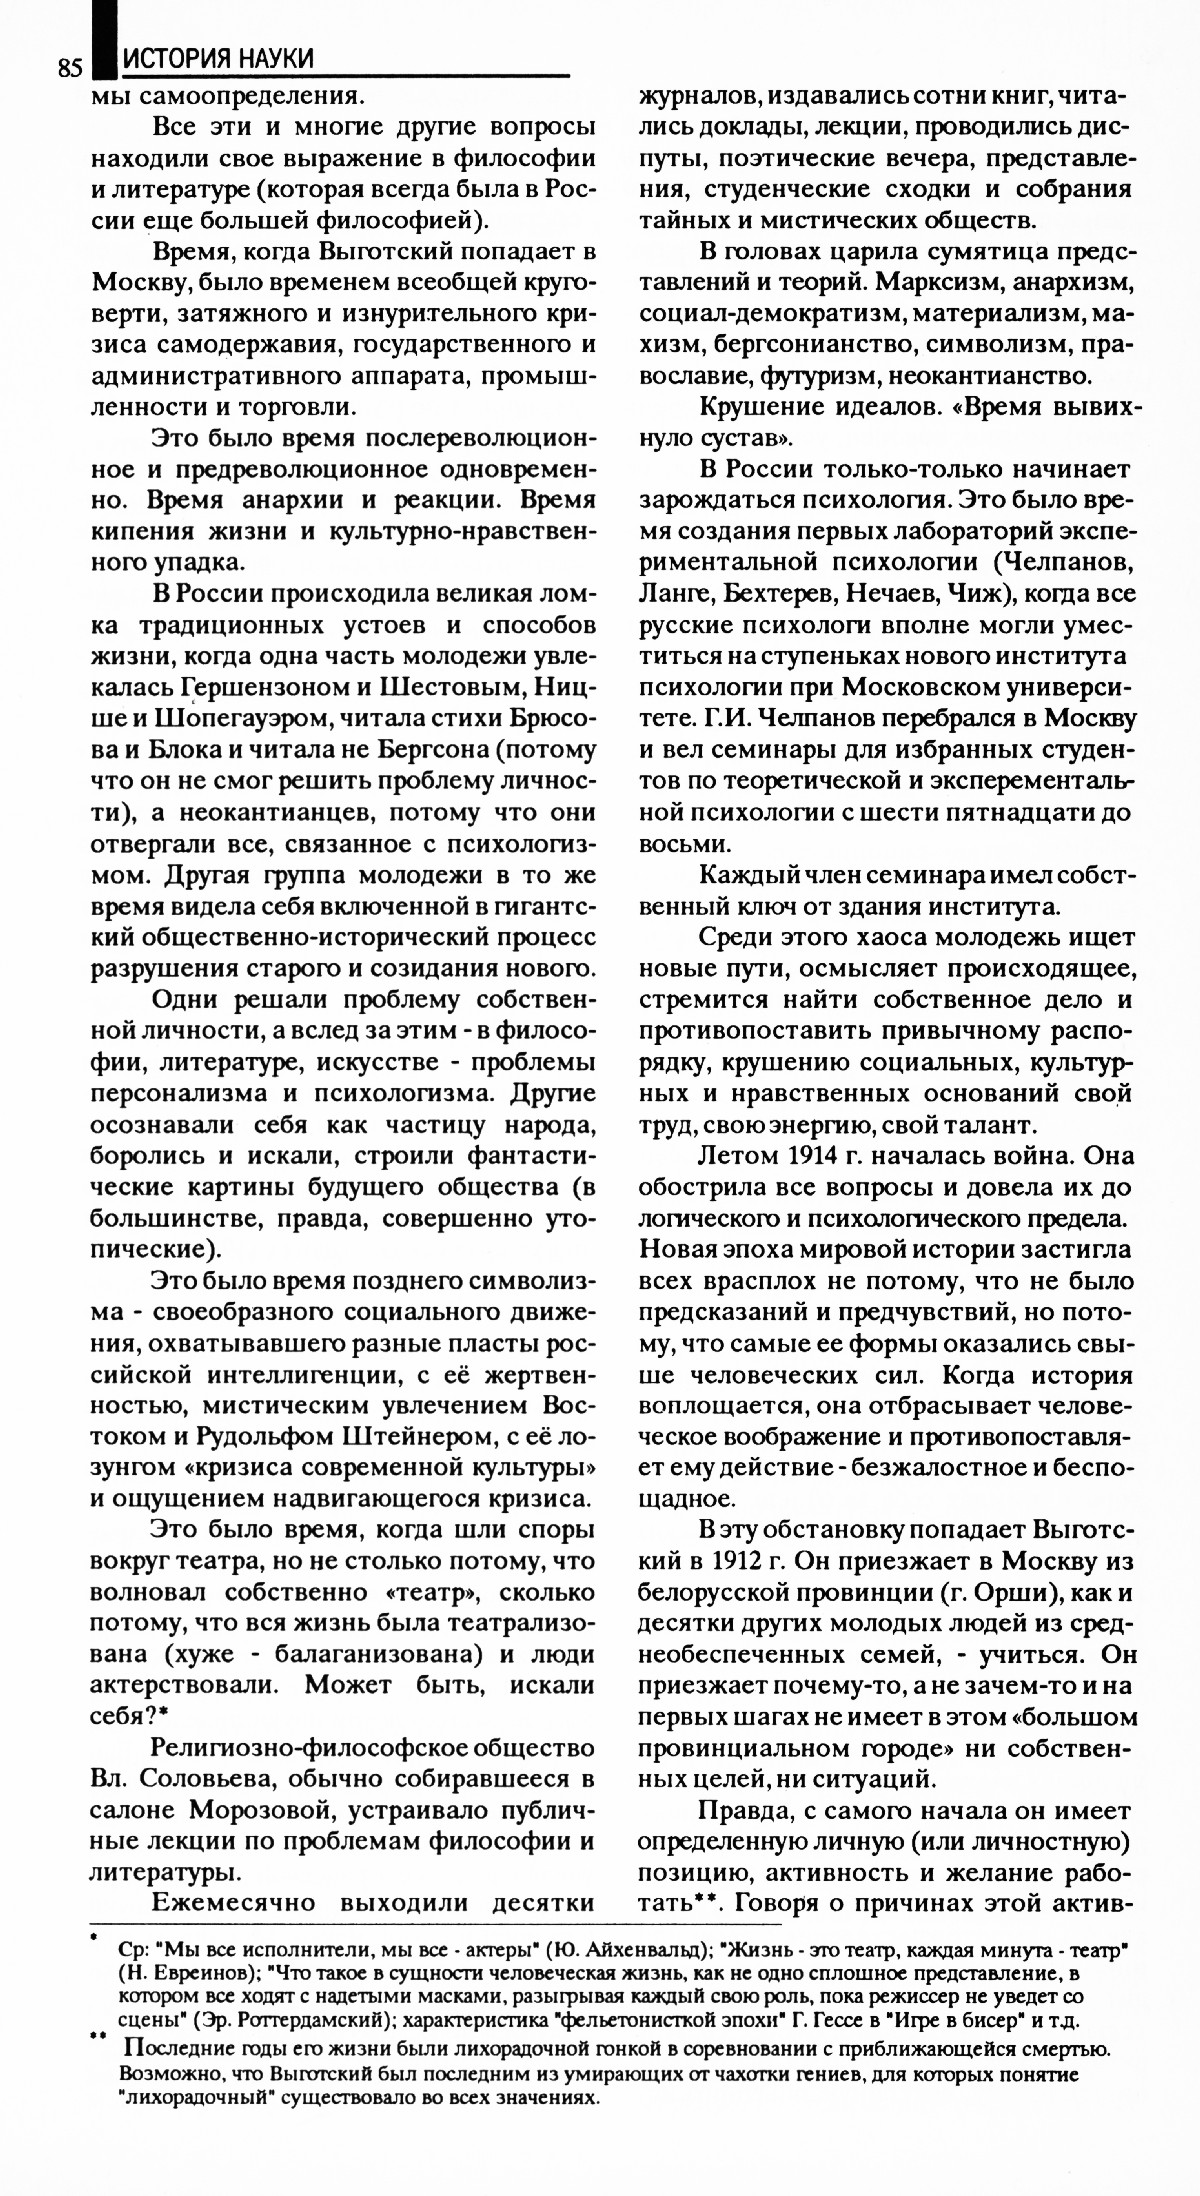 85
ИСТОРИЯ НАУКИ
мы самоопределения.
Все эти и многие другие вопросы
находили свое выражение в философии
и литературе (которая всегда была в Рос-
сии еще большей философией).
Время, когда Выготский попадает в
Москву, было временем всеобщей круго-
верти, затяжного и изнурительного кри-
зиса самодержавия, государственного и
административного аппарата, промыш-
ленности и торговли.
Это было время послереволюцион-
ное и предреволюционное одновремен-
но. Время анархии и реакции. Время
кипения жизни и культурно-нравствен-
ного упадка.
В России происходила великая лом-
ка традиционных устоев и способов
жизни, когда одна часть молодежи увле-
калась Гершензоном и Шестовым, Ниц-
ше и Шопегауэром, читала стихи Брюсо-
ва и Блока и читала не Бергсона (потому
что он не смог решить проблему личнос-
ти), а неокантианцев, потому что они
отвергали все, связанное с психологиз-
мом. Другая группа молодежи в то же
время видела себя включенной в гигантс-
кий общественно-исторический процесс
разрушения старого и созидания нового.
Одни решали проблему собствен-
ной личности, а вслед за этим - в филосо-
фии, литературе, искусстве - проблемы
персонализма и психологизма. Другие
осознавали себя как частицу народа,
боролись и искали, строили фантасти-
ческие картины будущего общества (в
большинстве, правда, совершенно уто-
пические).
Это было время позднего символиз-
ма - своеобразного социального движе-
ния, охватывавшего разные пласты рос-
сийской интеллигенции, с её жертвен-
ностью, мистическим увлечением Вос-
током и Рудольфом Штейнером, с её ло-
зунгом «кризиса современной культуры»
и ощущением надвигающегося кризиса.
Это было время, когда шли споры
вокруг театра, но не столько потому, что
волновал собственно «театр», сколько
потому, что вся жизнь была театрализо-
вана (хуже - балаганизована) и люди
актерствовали. Может быть, искали
себя?*
Религиозно-философское общество
Вл. Соловьева, обычно собиравшееся в
салоне Морозовой, устраивало публич-
ные лекции по проблемам философии и
литературы.
Ежемесячно выходили десятки
журналов, издавались сотни книг, чита-
лись доклады, лекции, проводились дис-
путы, поэтические вечера, представле-
ния, студенческие сходки и собрания
тайных и мистических обществ.
В головах царила сумятица предс-
тавлений и теорий. Марксизм, анархизм,
социал-демократизм, материализм, ма-
хизм, бергсонианство, символизм, пра-
вославие, футуризм, неокантианство.
Крушение идеалов. «Время вывих-
нуло сустав».
В России только-только начинает
зарождаться психология. Это было вре-
мя создания первых лабораторий экспе-
риментальной психологии (Челпанов,
Ланге, Бехтерев, Нечаев, Чиж), когда все
русские психологи вполне могли умес-
титься на ступеньках нового института
психологии при Московском универси-
тете. Г.И. Челпанов перебрался в Москву
и вел семинары для избранных студен-
тов по теоретической и эксперементаль-
ной психологии с шести пятнадцати до
восьми.
Каждый член семинара имел собст-
венный ключ от здания института.
Среди этого хаоса молодежь ищет
новые пути, осмысляет происходящее,
стремится найти собственное дело и
противопоставить привычному распо-
рядку, крушению социальных, культур-
ных и нравственных оснований свой
труд, свою энергию, свой талант.
Летом 1914 г. началась война. Она
обострила все вопросы и довела их до
логического и психологического предела.
Новая эпоха мировой истории застигла
всех врасплох не потому, что не было
предсказаний и предчувствий, но пото-
му, что самые ее формы оказались свы-
ше человеческих сил. Когда история
воплощается, она отбрасывает челове-
ческое воображение и противопоставля-
ет ему действие - безжалостное и беспо-
щадное.
В эту обстановку попадает Выготс-
кий в 1912 г. Он приезжает в Москву из
белорусской провинции (г. Орши), как и
десятки других молодых людей из сред-
необеспеченных семей, - учиться. Он
приезжает почему-то, а не зачем-то и на
первых шагах не имеет в этом «большом
провинциальном городе» ни собствен-
ных целей, ни ситуаций.
Правда, с самого начала он имеет
определенную личную (или личностную)
позицию, активность и желание рабо-
тать**. Говоря о причинах этой актив-
* Ср: "Мы все исполнители, мы все - актеры" (Ю. Айхенвальд); "Жизнь - это театр, каждая минута - театр"
(Н. Евреинов); "Что такое в сущности человеческая жизнь, как не одно сплошное представление, в
котором все ходят с надетыми масками, разыгрывая каждый свою роль, пока режиссер не уведет со
сцены" (Эр. Роттердамский); характеристика "фельетонисткой эпохи" Г. Гессе в "Игре в бисер" и т.д.
** Последние годы его жизни были лихорадочной гонкой в соревновании с приближающейся смертью.
Возможно, что Выготский был последним из умирающих от чахотки гениев, для которых понятие
"лихорадочный" существовало во всех значениях.